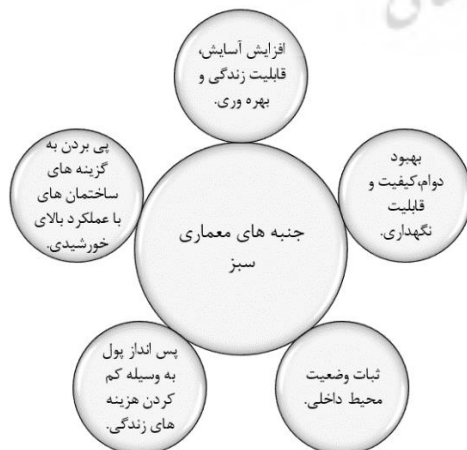 افزایش آسایش،
قابلیت زندگی و
بهره وری.
بهبود
دوام،کیفیت و
قابلیت
نگهداری.
پی بردن به
گزینه های
ساختمان های
با عملکرد بالای
خورشیدی.
جنبه های معماری
سبز
ثبات وضعیت
محیط داخلی.
پس انداز پول
به وسیله کم
کردن هزینه
های زندگی.